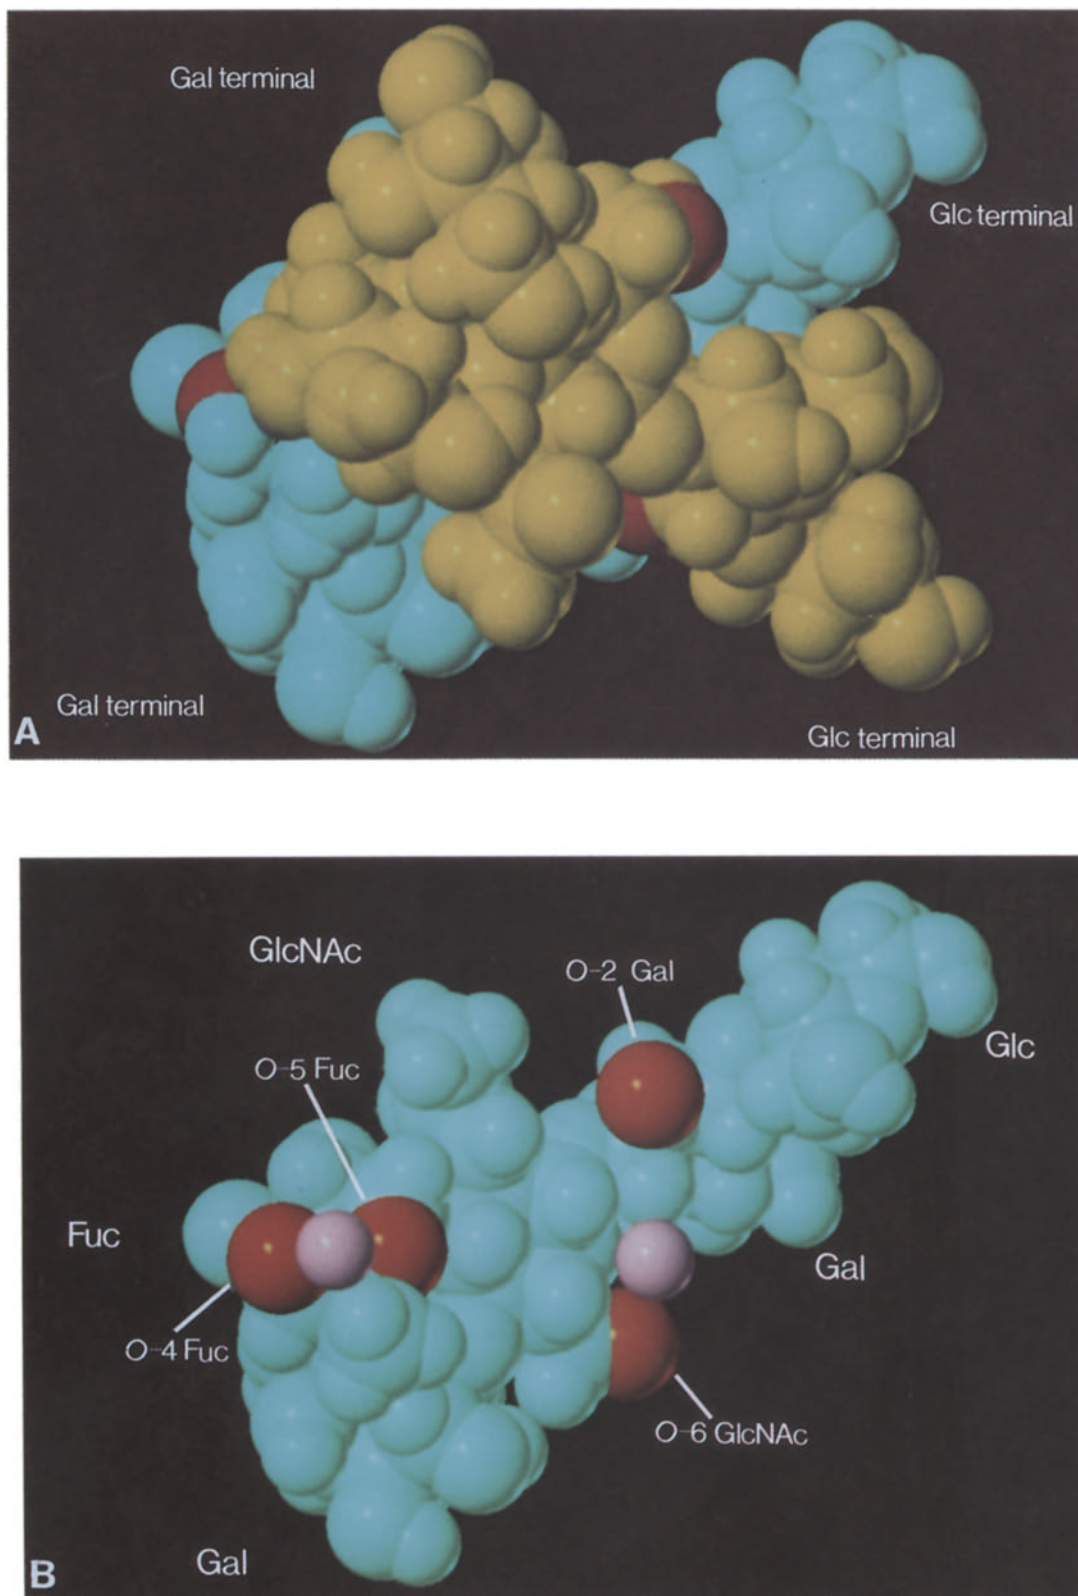 Gal terminal
Glc terminal
Gal terminal
A
Glc terminal
GlcNAc
O-2 Gal
O-5 Fuc
Glc
Fuc
Gal
O-4 Fuc
O-6 GlcNAc
Gal
B